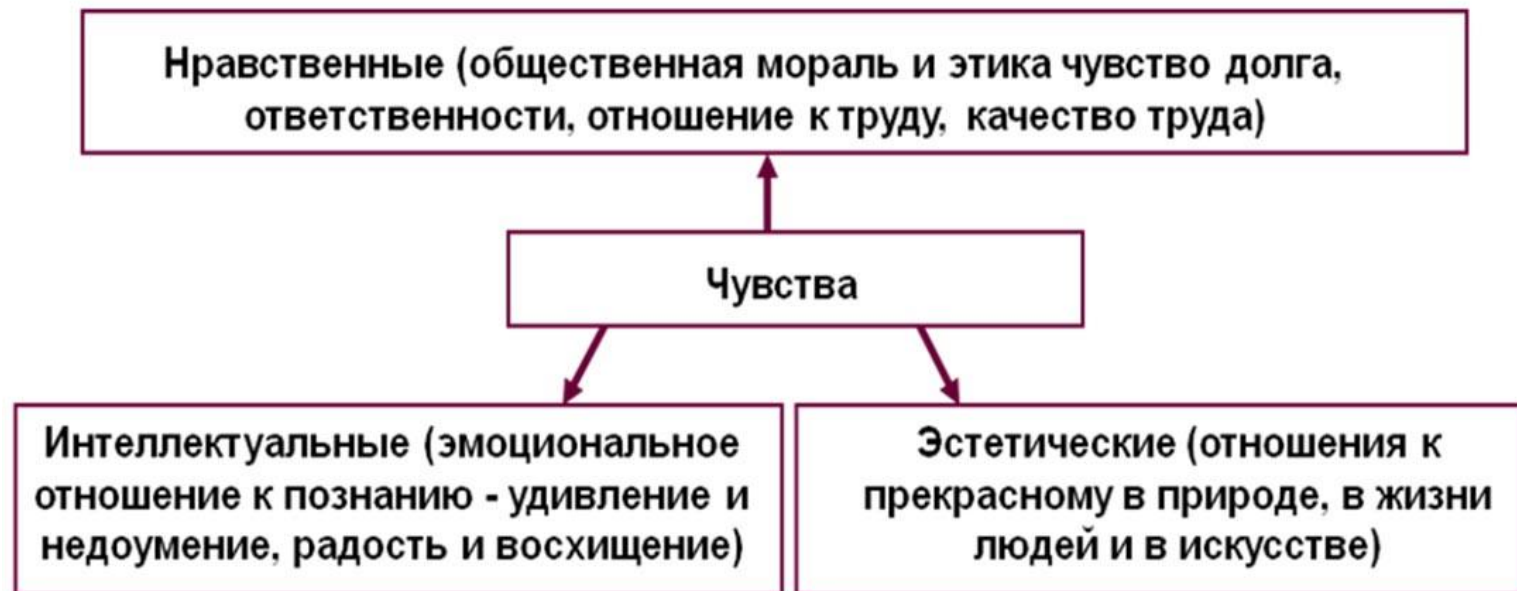 Нравственные (общественная мораль и этика чувство долга,
ответственности, отношение к труду, качество труда)
Чувства
Интеллектуальные (эмоциональное
отношение к познанию - удивление и
недоумение, радость и восхищение)
Эстетические (отношения к
прекрасному в природе, в жизни
людей и в искусстве)